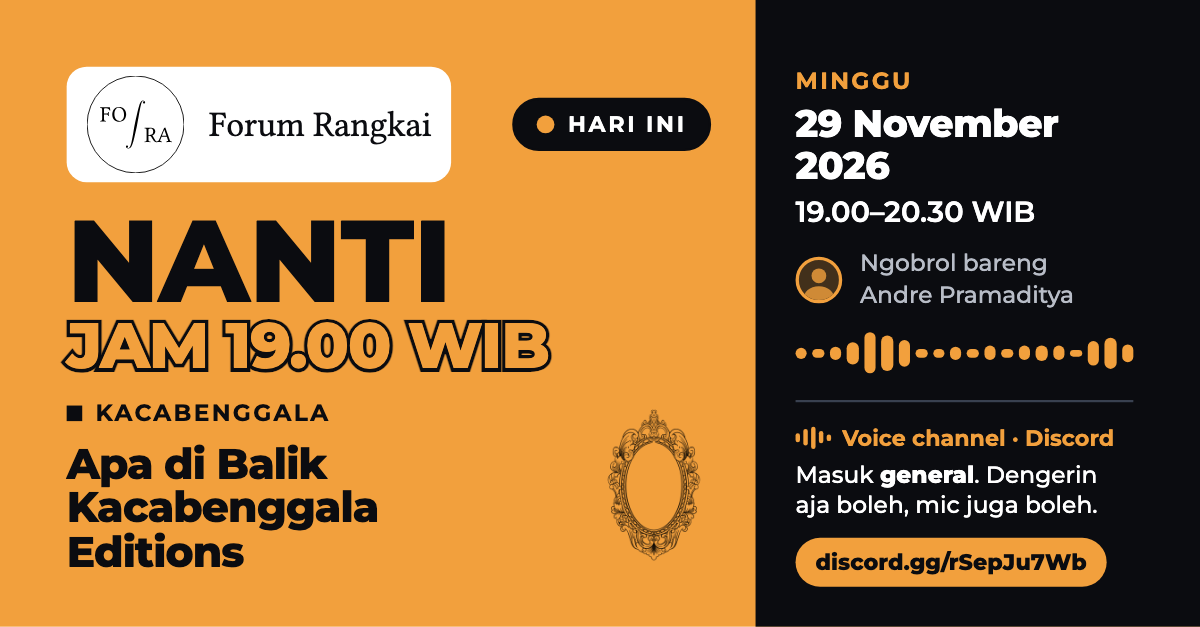 FO
RA
Forum Rangkai
HARI INI
NANTI
JAM 19.00 WIB
KACABENGGALA
Apa di Balik
Kacabenggala
Editions
MINGGU
29 November
2026
19.00–20.30 WIB
Ngobrol bareng
Andre Pramaditya
Voice channel · Discord
Masuk general. Dengerin
aja boleh, mic juga boleh.
discord.gg/rSepJu7Wb